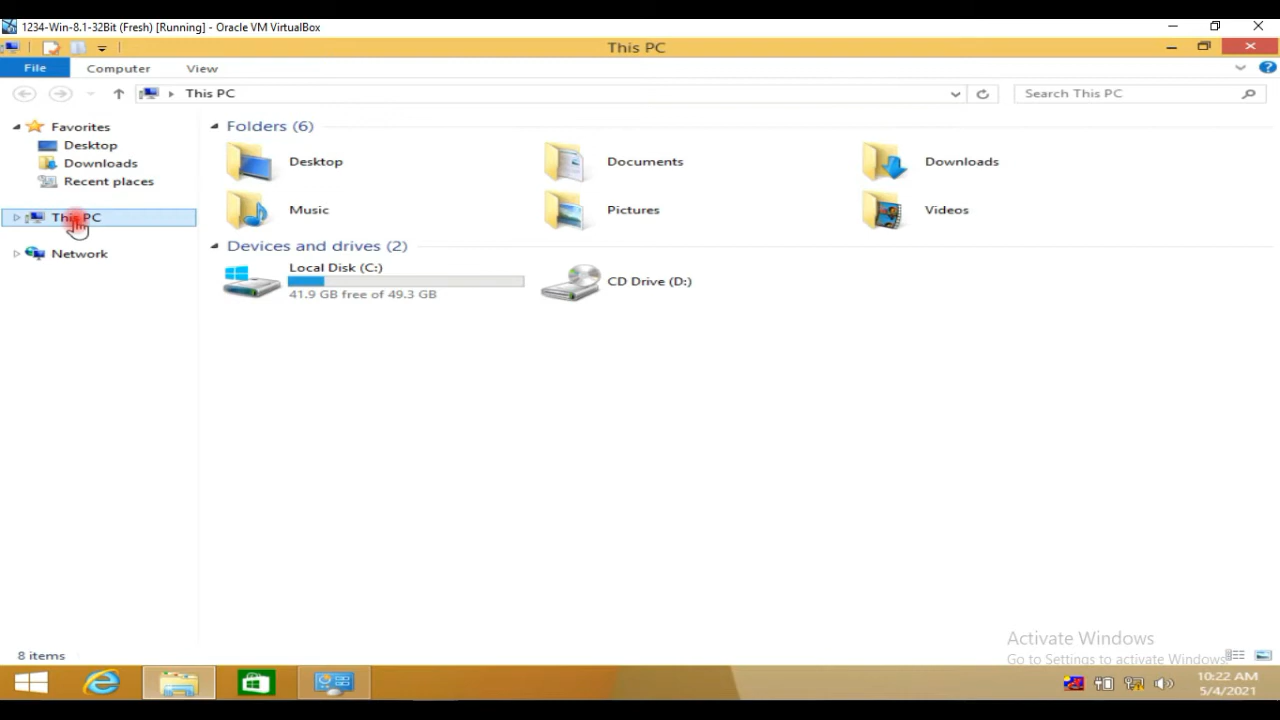 1234-Win-8.1-32Bit (Fresh) [Running] - Oracle VM VirtualBox
This PC
File Computer View
This PC Search This PC
Favorites
Desktop
Downloads
Recent places
This PC
Network
Folders (6)
Desktop Documents Downloads
Music Pictures Videos
Devices and drives (2)
Local Disk (C:)
41.9 GB free of 49.3 GB
CD Drive (D:)
Activate Windows
Go to Settings to activate Windows.
8 items
10:22 AM
5/4/2021